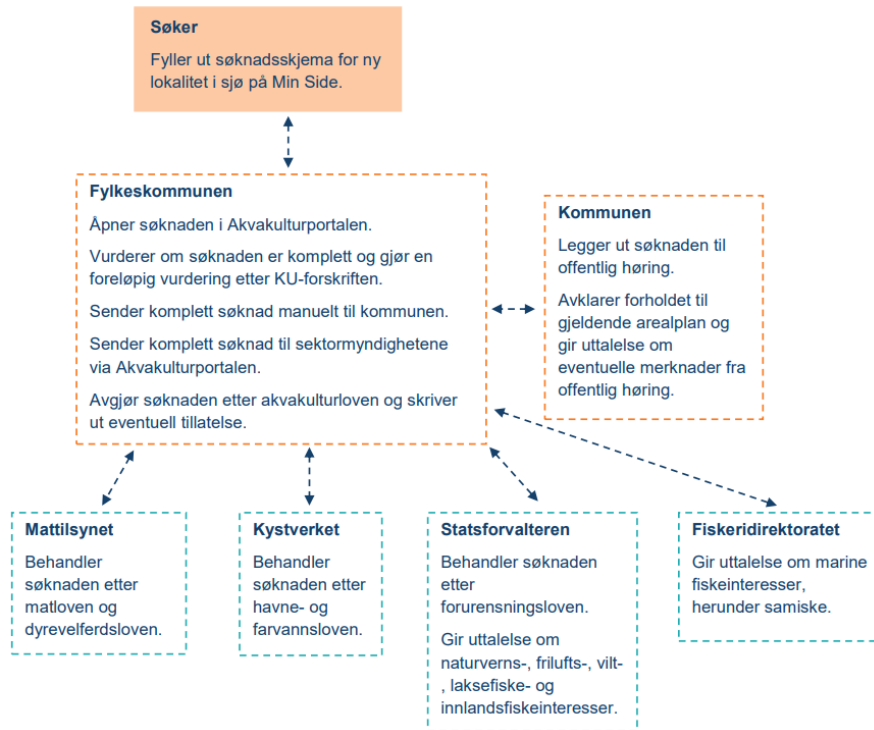 Søker
Fyller ut søknadsskjema for ny
lokalitet i sjø på Min Side.
Fylkeskommunen
Åpner søknaden i Akvakulturportalen.
Vurderer om søknaden er komplett og gjør en
foreløpig vurdering etter KU-forskriften.
Sender komplett søknad manuelt til kommunen.
Sender komplett søknad til sektormyndighetene
via Akvakulturportalen.
Avgjør søknaden etter akvakulturloven og skriver
ut eventuell tillatelse.
Kommunen
Legger ut søknaden til
offentlig høring.
Avklarer forholdet til
gjeldende arealplan og
gir uttalelse om
eventuelle merknader fra
offentlig høring.
Mattilsynet
Behandler
søknaden etter
matloven og
dyrevelferdsloven.
Kystverket
Behandler
søknaden etter
havne- og
farvannsloven.
Statsforvalteren
Behandler søknaden
etter
forurensningsloven.
Gir uttalelse om
naturverns-, frilufts-, vilt-
, laksefiske- og
innlandsfiskeinteresser.
Fiskeridirektoratet
Gir uttalelse om marine
fiskeinteresser,
herunder samiske.